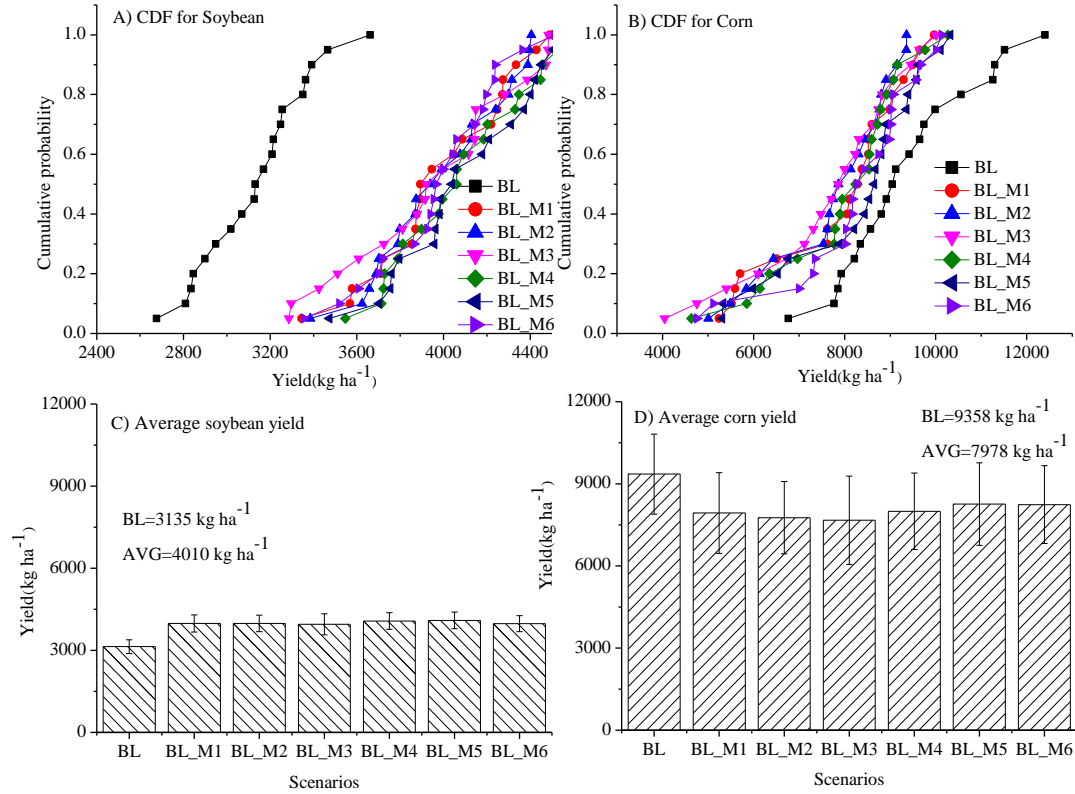 A) CDF for Soybean
1.0
0.8
0.6
0.4
0.2
0.0
Cumulative probability
BL
BL_M1
BL_M2
BL_M3
BL_M4
BL_M5
BL_M6
2400 2800 3200 3600 4000 4400
Yield(kg ha⁻¹)
B) CDF for Corn
1.0
0.8
0.6
0.4
0.2
0.0
Cumulative probability
BL
BL_M1
BL_M2
BL_M3
BL_M4
BL_M5
BL_M6
4000 6000 8000 10000 12000
Yield(kg ha⁻¹)
C) Average soybean yield
12000
9000
6000
3000
0
Yield(kg ha⁻¹)
BL=3135 kg ha⁻¹
AVG=4010 kg ha⁻¹
BL BL_M1 BL_M2 BL_M3 BL_M4 BL_M5 BL_M6
Scenarios
D) Average corn yield
12000
9000
6000
3000
0
Yield(kg ha⁻¹)
BL=9358 kg ha⁻¹
AVG=7978 kg ha⁻¹
BL BL_M1 BL_M2 BL_M3 BL_M4 BL_M5 BL_M6
Scenarios